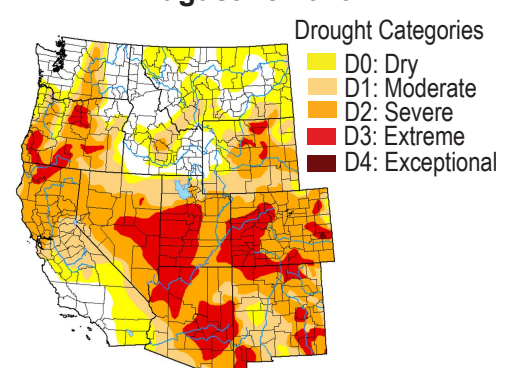 Drought Categories
D0: Dry
D1: Moderate
D2: Severe
D3: Extreme
D4: Exceptional